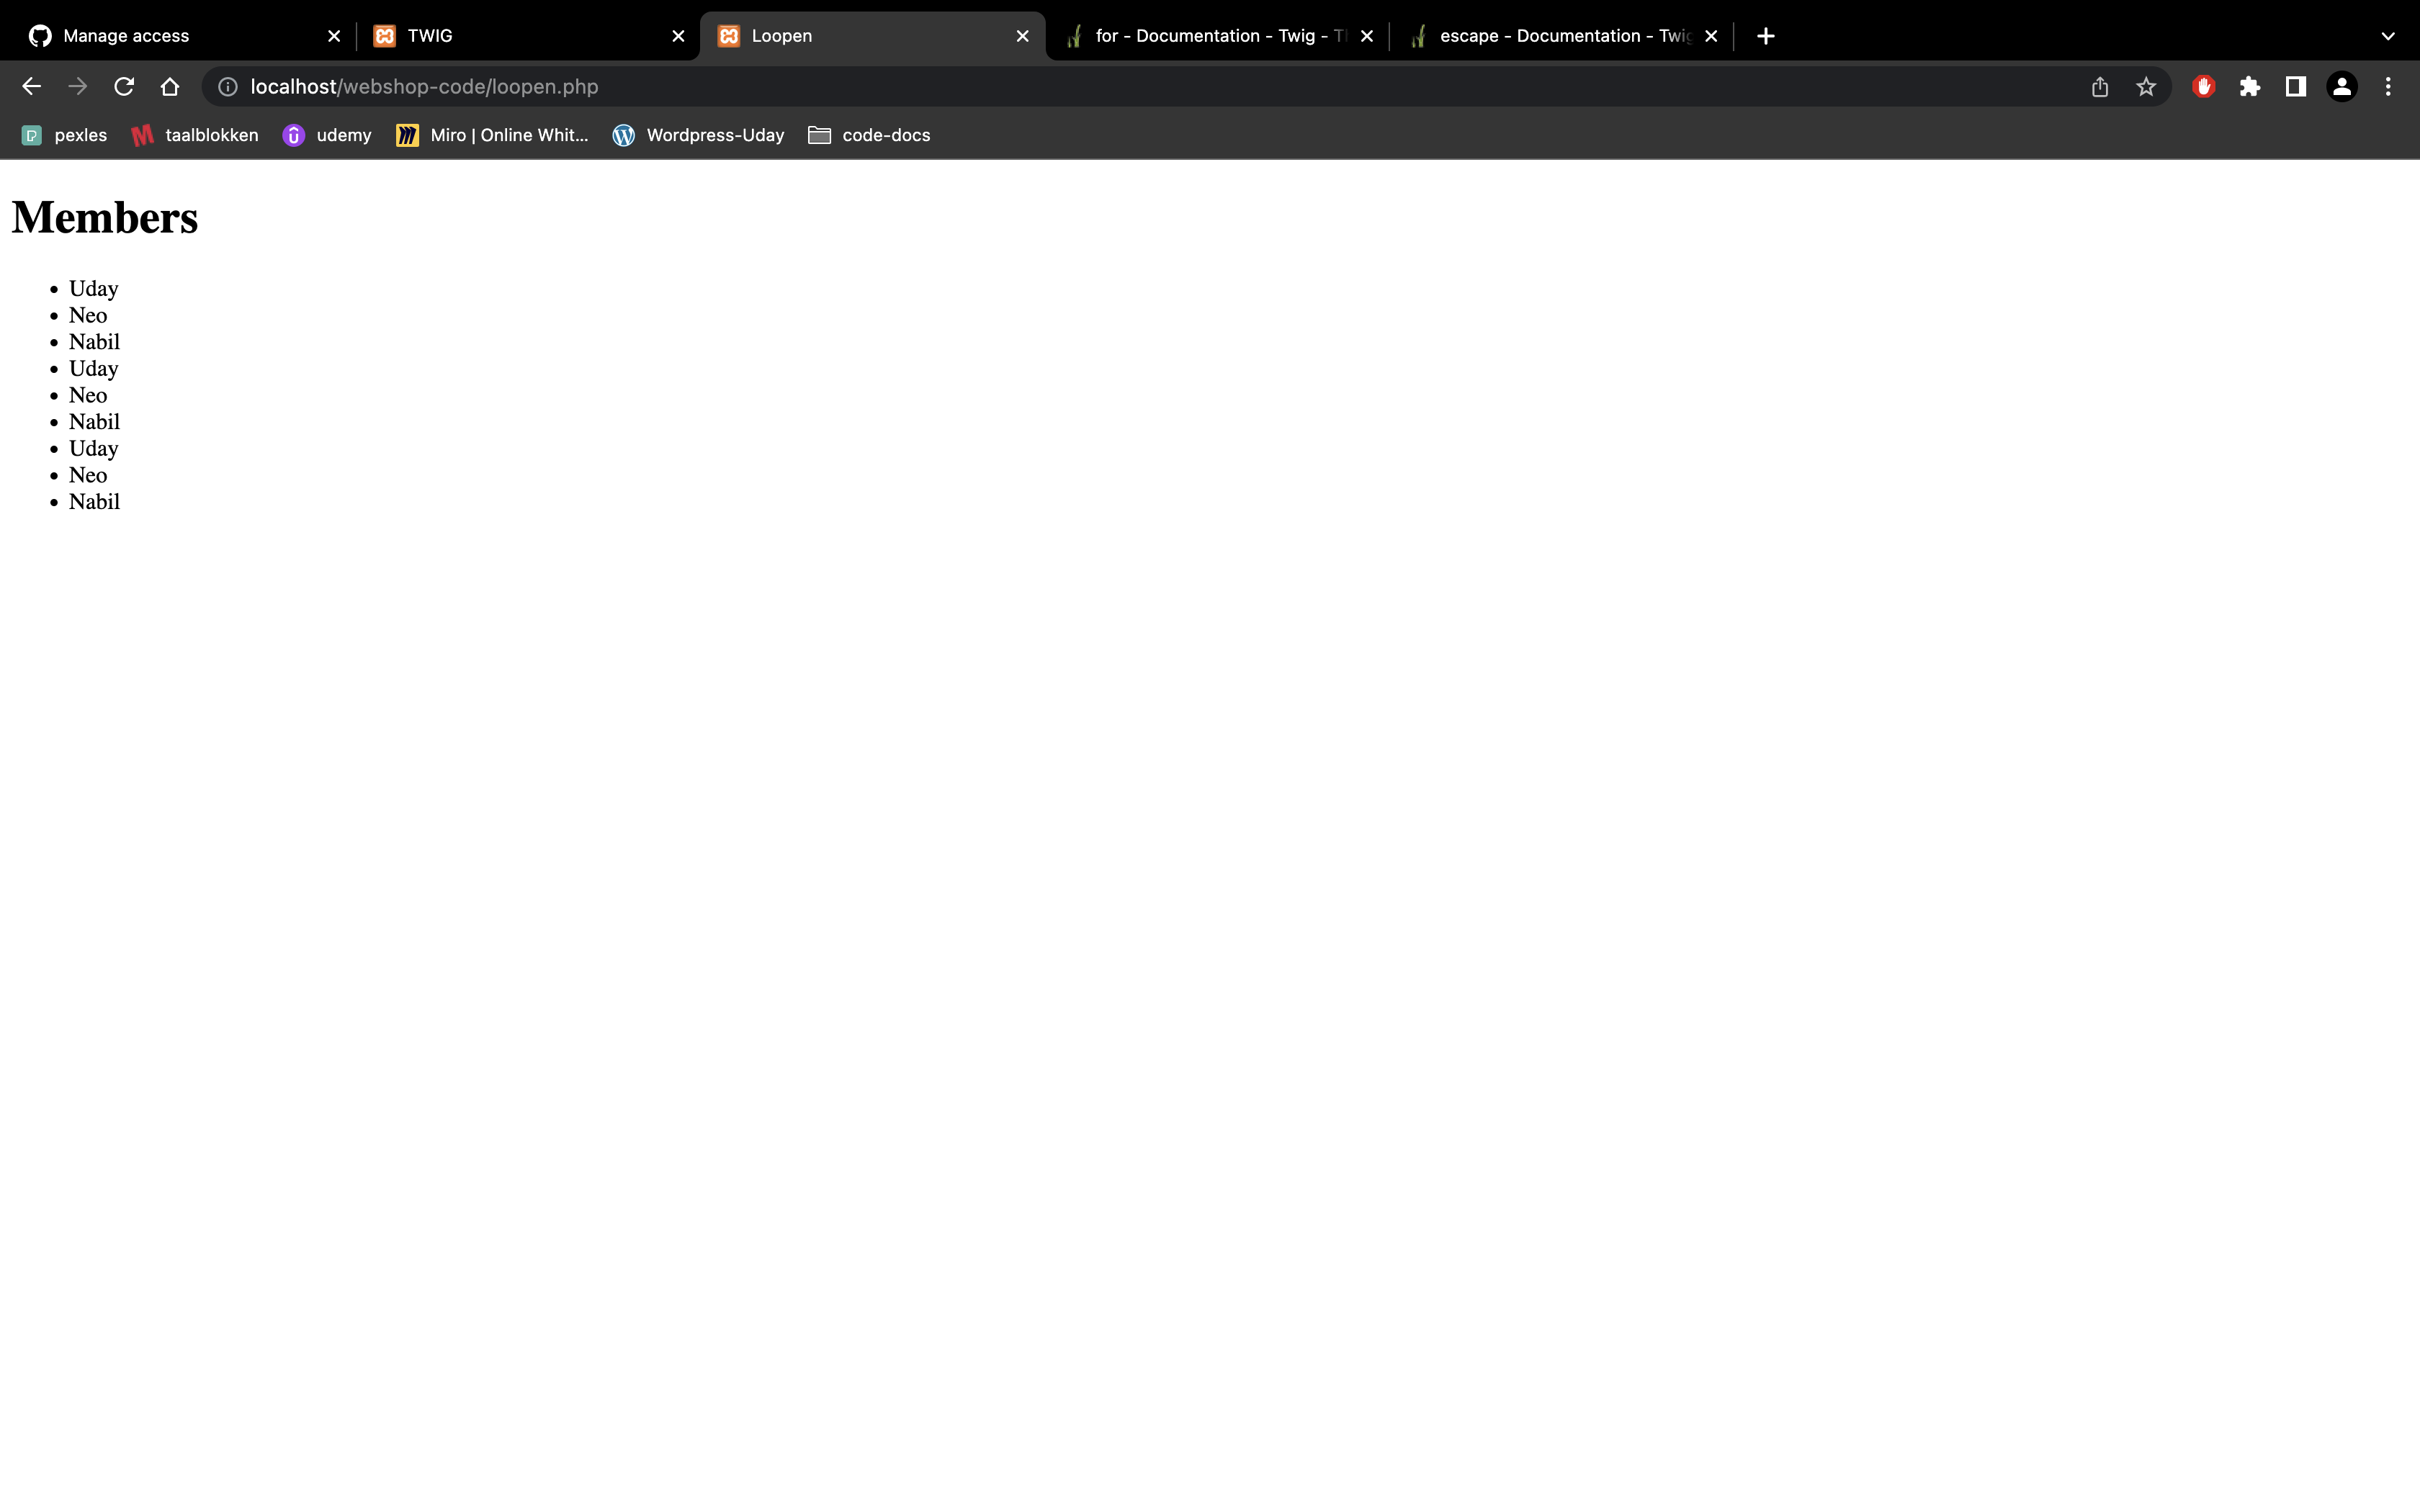 Manage access
TWIG
Loopen
for - Documentation - Twig - T
escape - Documentation - Twig
localhost/webshop-code/loopen.php
pexles
taalblokken
udemy
Miro | Online Whit...
Wordpress-Uday
code-docs
Members
Uday
Neo
Nabil
Uday
Neo
Nabil
Uday
Neo
Nabil